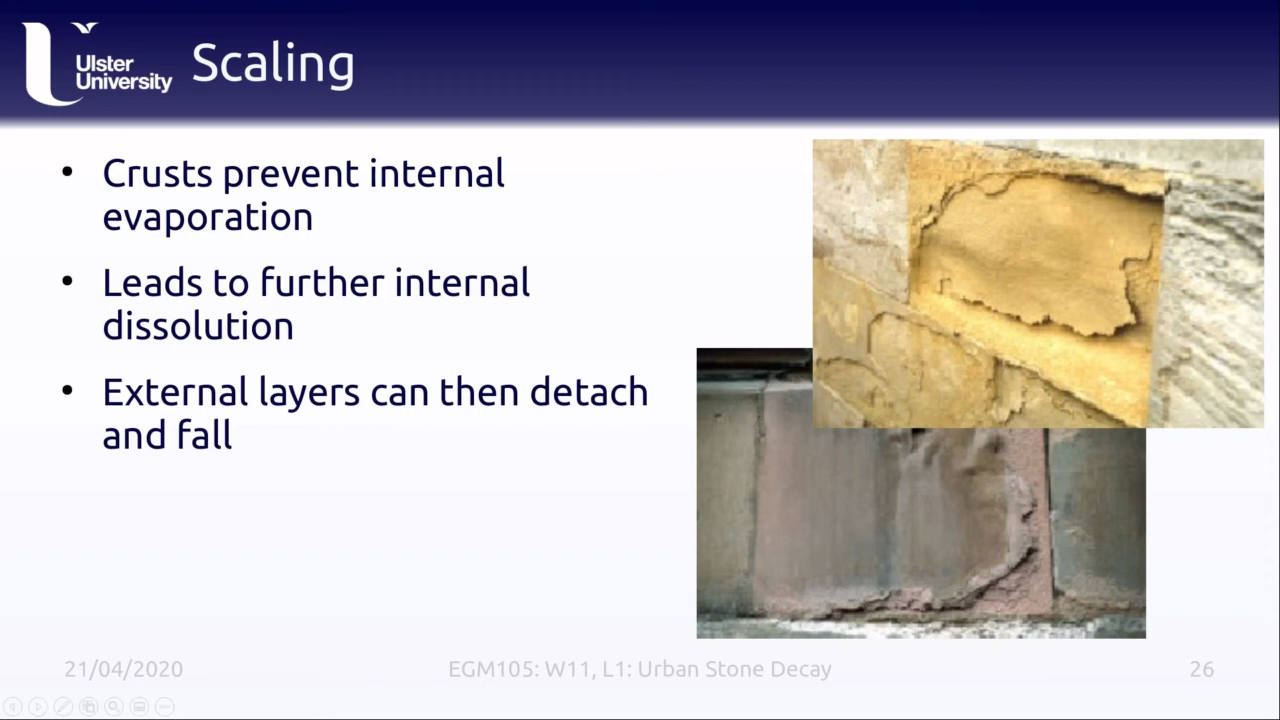 Ulster
University
Scaling
• Crusts prevent internal
evaporation
• Leads to further internal
dissolution
• External layers can then detach
and fall
21/04/2020
EGM105: W11, L1: Urban Stone Decay
26